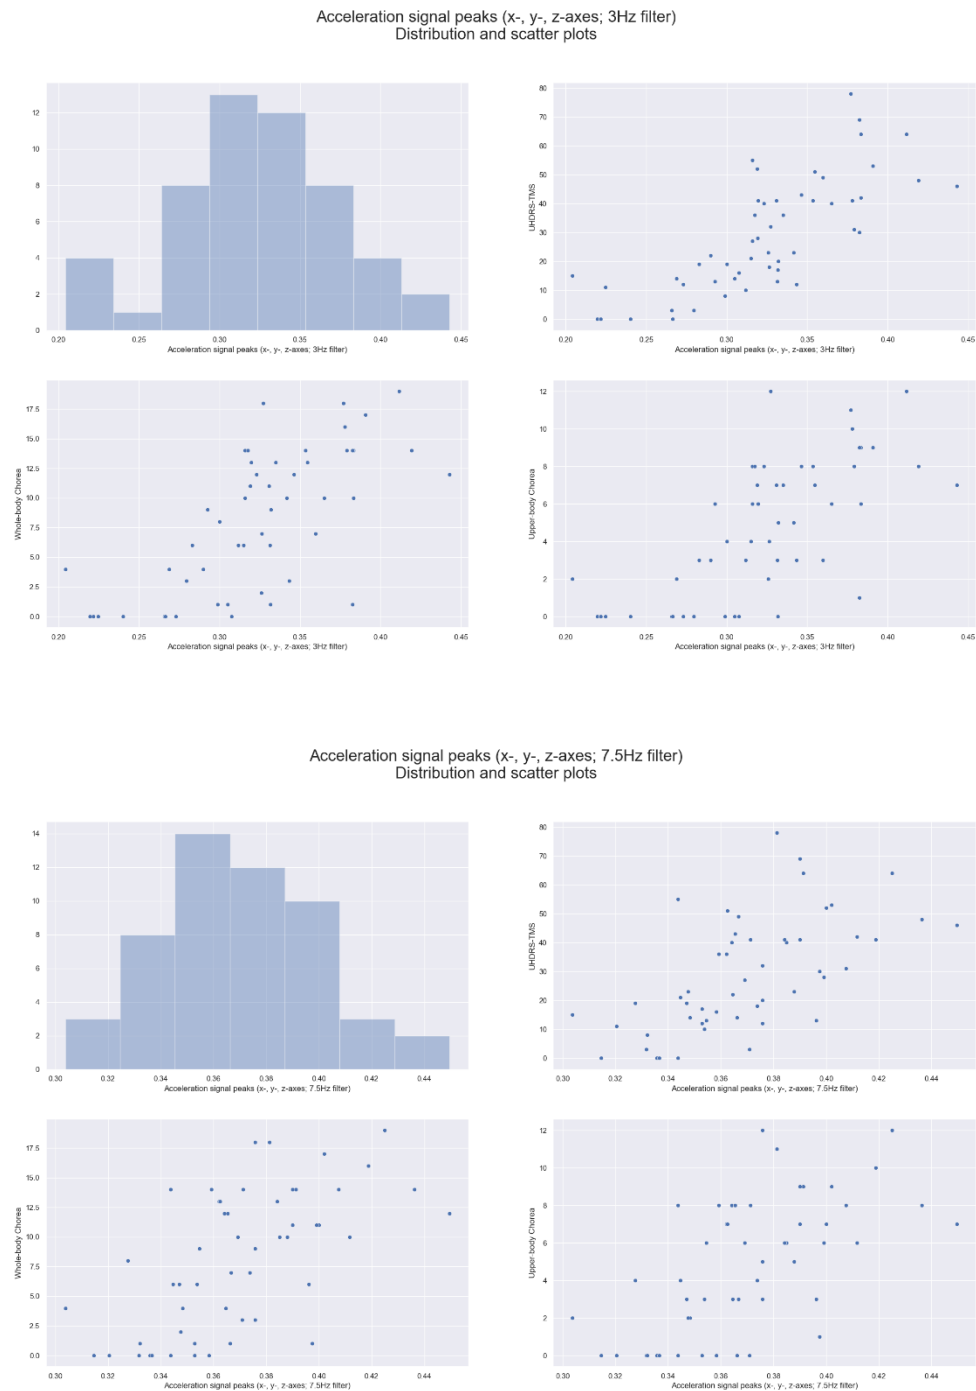 Acceleration signal peaks (x-, y-, z-axes; 3Hz filter)
Distribution and scatter plots
12
10
8
6
4
2
0
0.20 0.25 0.30 0.35 0.40 0.45
Acceleration signal peaks (x-, y-, z-axes; 3Hz filter)
UHDRS-TMS
80
70
60
50
40
30
20
10
0
0.20 0.25 0.30 0.35 0.40 0.45
Acceleration signal peaks (x-, y-, z-axes; 3Hz filter)
Whole-body Chorea
17.5
15.0
12.5
10.0
7.5
5.0
2.5
0.0
0.20 0.25 0.30 0.35 0.40 0.45
Acceleration signal peaks (x-, y-, z-axes; 3Hz filter)
Upper-body Chorea
12
10
8
6
4
2
0
0.20 0.25 0.30 0.35 0.40 0.45
Acceleration signal peaks (x-, y-, z-axes; 3Hz filter)
Acceleration signal peaks (x-, y-, z-axes; 7.5Hz filter)
Distribution and scatter plots
14
12
10
8
6
4
2
0
0.30 0.32 0.34 0.36 0.38 0.40 0.42 0.44
Acceleration signal peaks (x-, y-, z-axes; 7.5Hz filter)
UHDRS-TMS
80
70
60
50
40
30
20
10
0
0.30 0.32 0.34 0.36 0.38 0.40 0.42 0.44
Acceleration signal peaks (x-, y-, z-axes; 7.5Hz filter)
Whole-body Chorea
17.5
15.0
12.5
10.0
7.5
5.0
2.5
0.0
0.30 0.32 0.34 0.36 0.38 0.40 0.42 0.44
Acceleration signal peaks (x-, y-, z-axes; 7.5Hz filter)
Upper-body Chorea
12
10
8
6
4
2
0
0.30 0.32 0.34 0.36 0.38 0.40 0.42 0.44
Acceleration signal peaks (x-, y-, z-axes; 7.5Hz filter)